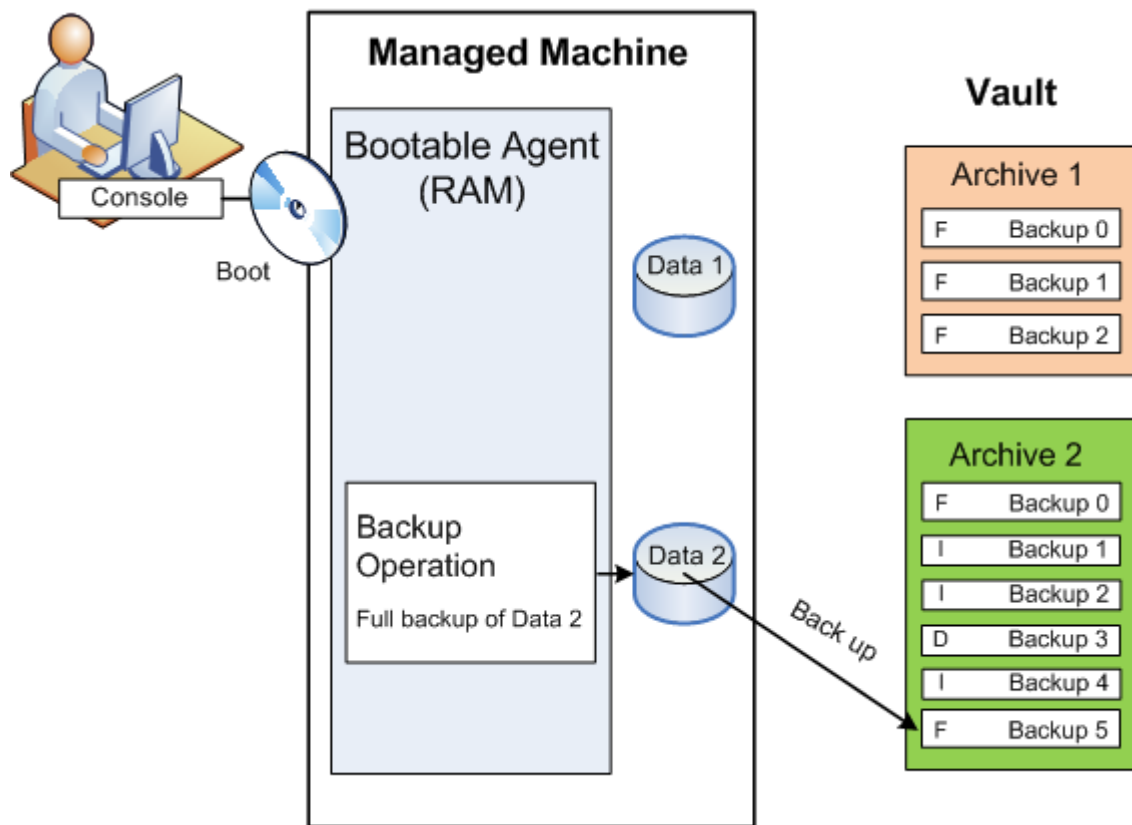 Managed Machine
Bootable Agent
(RAM)
Console
Boot
Data 1
Backup
Operation
Full backup of Data 2
Data 2
Back up
Vault
Archive 1
F Backup 0
F Backup 1
F Backup 2
Archive 2
F Backup 0
I Backup 1
I Backup 2
D Backup 3
I Backup 4
F Backup 5